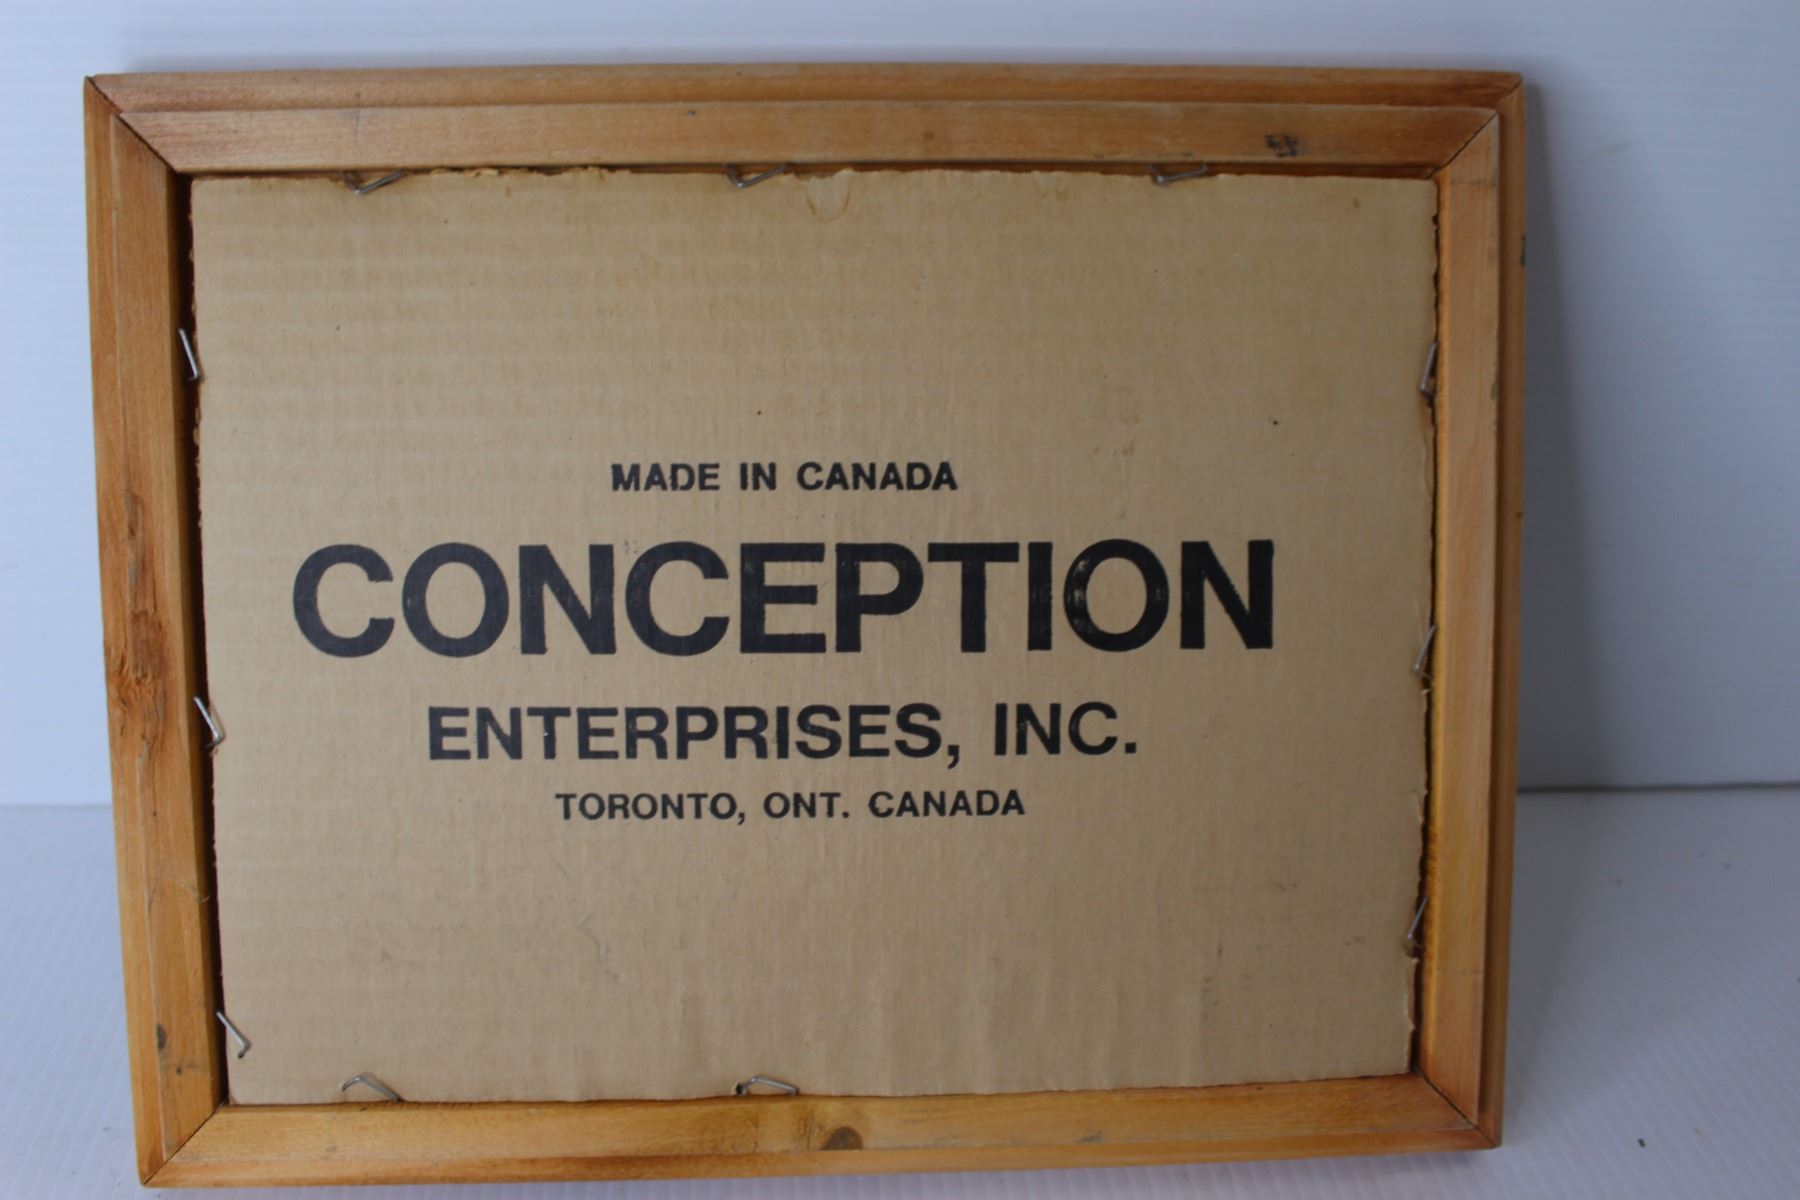 MADE IN CANADA
CONCEPTION
ENTERPRISES, INC.
TORONTO, ONT. CANADA